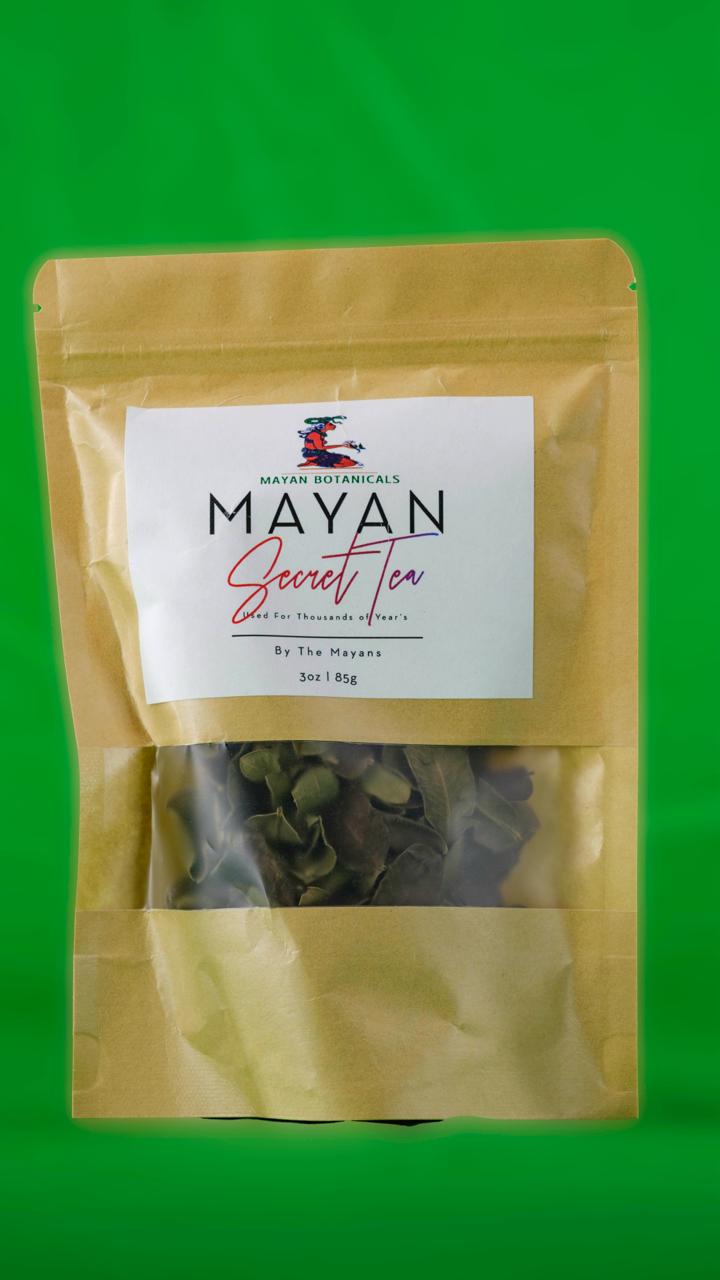 MAYAN BOTANICALS
MAYAN
Secret Tea
Used For Thousands of Year's
By The Mayans
3oz | 85g